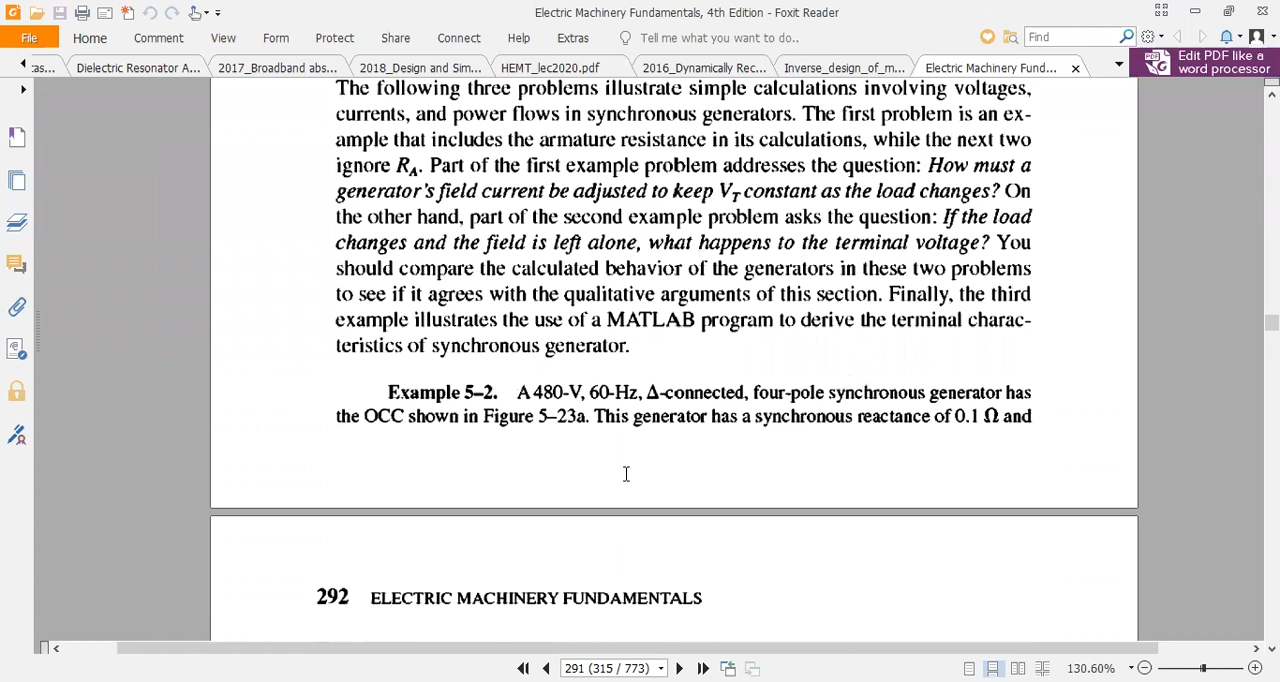 Electric Machinery Fundamentals, 4th Edition - Foxit Reader
File Home Comment View Form Protect Share Connect Help Extras Tell me what you want to do.. Find
tas... Dielectric Resonator A... 2017_Broadband abs... 2018_Design and sim... HEMT_lec2020.pdf 2016_Dynamically Rec... Inverse_design_of_m... Electric Machinery Fund... Edit PDF like a
word processor
The following three problems illustrate simple calculations involving voltages,
currents, and power flows in synchronous generators. The first problem is an ex-
ample that includes the armature resistance in its calculations, while the next two
ignore R_A. Part of the first example problem addresses the question: How must a
generator's field current be adjusted to keep V_T constant as the load changes? On
the other hand, part of the second example problem asks the question: If the load
changes and the field is left alone, what happens to the terminal voltage? You
should compare the calculated behavior of the generators in these two problems
to see if it agrees with the qualitative arguments of this section. Finally, the third
example illustrates the use of a MATLAB program to derive the terminal charac-
teristics of synchronous generator.
Example 5–2. A 480-V, 60-Hz, Δ-connected, four-pole synchronous generator has
the OCC shown in Figure 5–23a. This generator has a synchronous reactance of 0.1 Ω and
292 ELECTRIC MACHINERY FUNDAMENTALS
291 (315 / 773) 130.60%